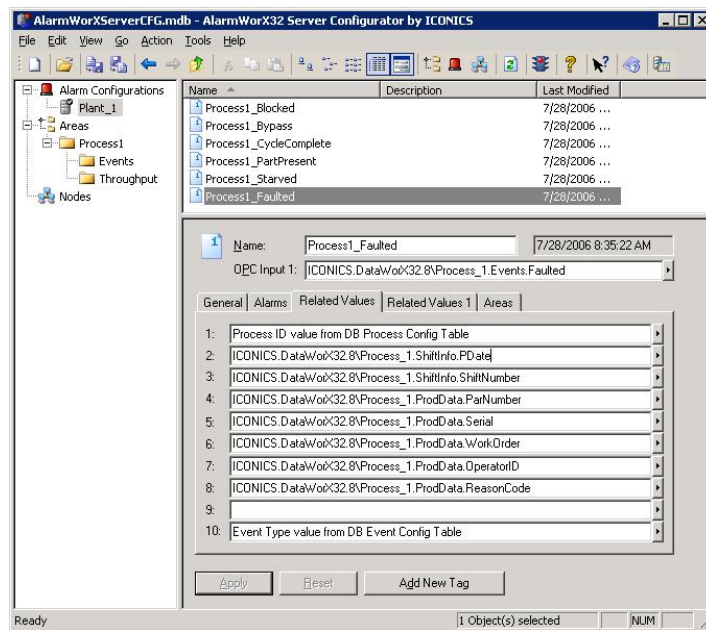 AlarmWorXServerCFG.mdb - AlarmWorX32 Server Configurator by ICONICS
File Edit View Go Action Tools Help
Alarm Configurations
Plant_1
Areas
Process1
Events
Throughput
Nodes
Name Description Last Modified
Process1_Blocked 7/28/2006 ...
Process1_Bypass 7/28/2006 ...
Process1_CycleComplete 7/28/2006 ...
Process1_PartPresent 7/28/2006 ...
Process1_Starved 7/28/2006 ...
Process1_Faulted 7/28/2006 ...
Name: Process1_Faulted 7/28/2006 8:35:22 AM
OPC Input 1: ICONICS.DataWorX32.8\Process_1.Events.Faulted
General Alarms Related Values Related Values 1 Areas
1: Process ID value from DB Process Config Table
2: ICONICS.DataWorX32.8\Process_1.ShiftInfo.PDate
3: ICONICS.DataWorX32.8\Process_1.ShiftInfo.ShiftNumber
4: ICONICS.DataWorX32.8\Process_1.ProdData.ParNumber
5: ICONICS.DataWorX32.8\Process_1.ProdData.Serial
6: ICONICS.DataWorX32.8\Process_1.ProdData.WorkOrder
7: ICONICS.DataWorX32.8\Process_1.ProdData.OperatorID
8: ICONICS.DataWorX32.8\Process_1.ProdData.ReasonCode
9:
10: Event Type value from DB Event Config Table
Apply Reset Add New Tag
Ready 1 Object(s) selected NUM